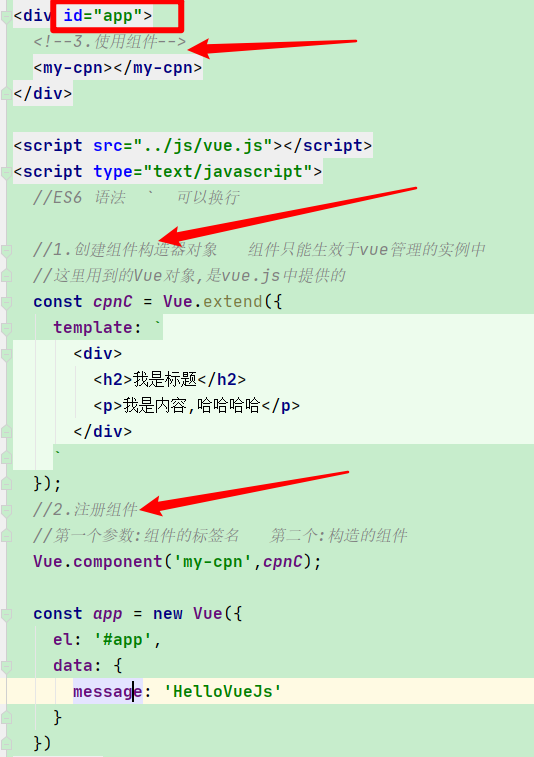 <div id="app">
<!--3.使用组件-->
<my-cpn></my-cpn>
</div>
<script src="../js/vue.js"></script>
<script type="text/javascript">
//ES6 语法  `  可以换行
//1.创建组件构造器对象   组件只能生效于vue管理的实例中
//这里用到的Vue对象,是vue.js中提供的
const cpnC = Vue.extend({
template: `
<div>
<h2>我是标题</h2>
<p>我是内容,哈哈哈哈</p>
</div>
`
});
//2.注册组件
//第一个参数:组件的标签名   第二个:构造的组件
Vue.component('my-cpn',cpnC);
const app = new Vue({
el: '#app',
data: {
message: 'HelloVueJs'
}
})